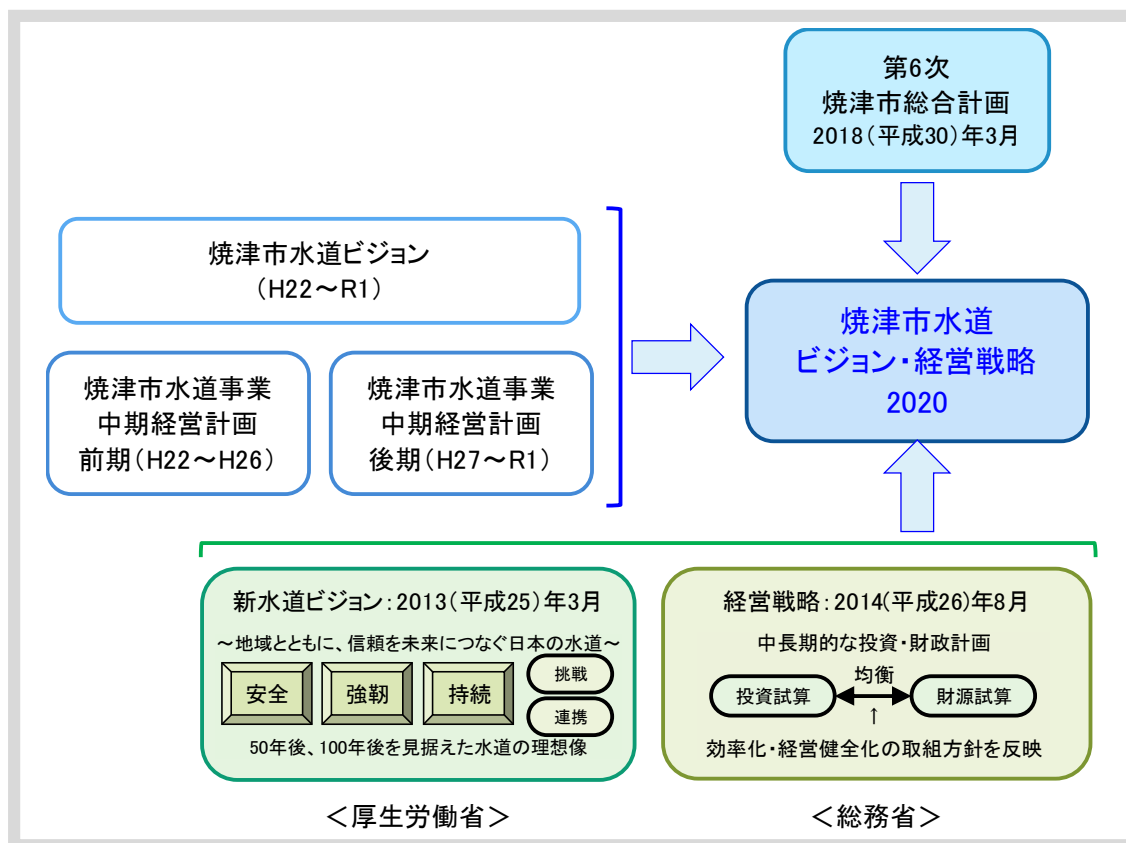 第6次
焼津市総合計画
2018(平成30)年3月
焼津市水道ビジョン
(H22～R1)
焼津市水道事業
中期経営計画
前期(H22～H26)
焼津市水道事業
中期経営計画
後期(H27～R1)
焼津市水道
ビジョン・経営戦略
2020
新水道ビジョン:2013(平成25)年3月
～地域とともに、信頼を未来につなぐ日本の水道～
安全
強靭
持続
挑戦
連携
50年後、100年後を見据えた水道の理想像
＜厚生労働省＞
経営戦略:2014(平成26)年8月
中長期的な投資・財政計画
均衡
投資試算
財源試算
↑
効率化・経営健全化の取組方針を反映
＜総務省＞